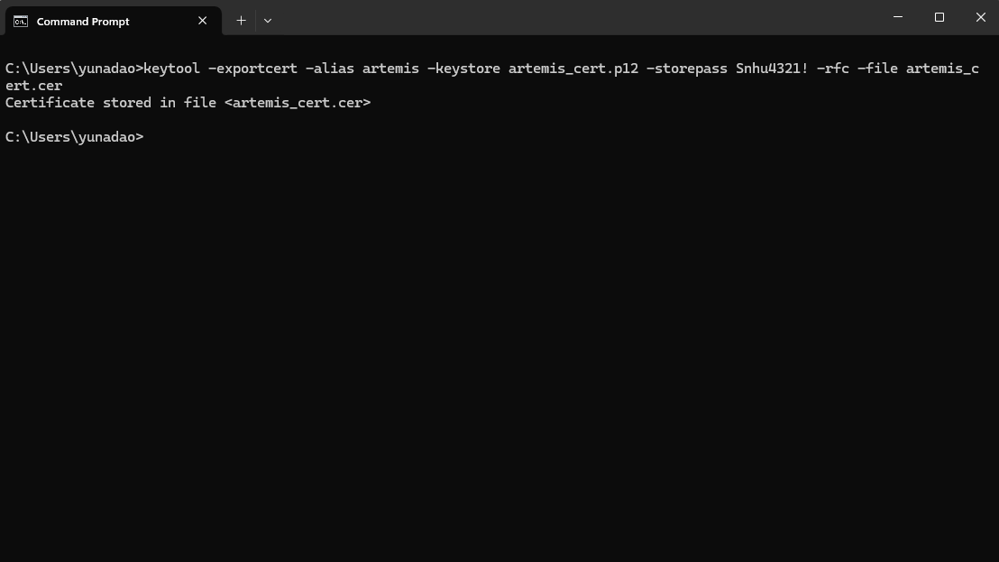 Command Prompt
C:\Users\yunadao>keytool -exportcert -alias artemis -keystore artemis_cert.p12 -storepass Snhu4321! -rfc -file artemis_c
ert.cer
Certificate stored in file <artemis_cert.cer>
C:\Users\yunadao>